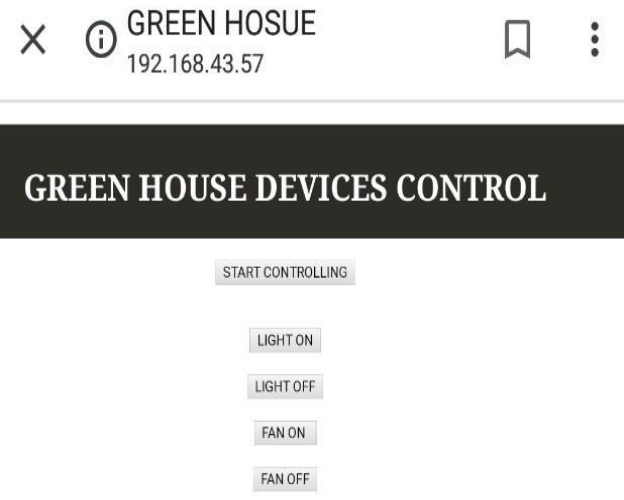 GREEN HOSUE
192.168.43.57
GREEN HOUSE DEVICES CONTROL
START CONTROLLING
LIGHT ON
LIGHT OFF
FAN ON
FAN OFF